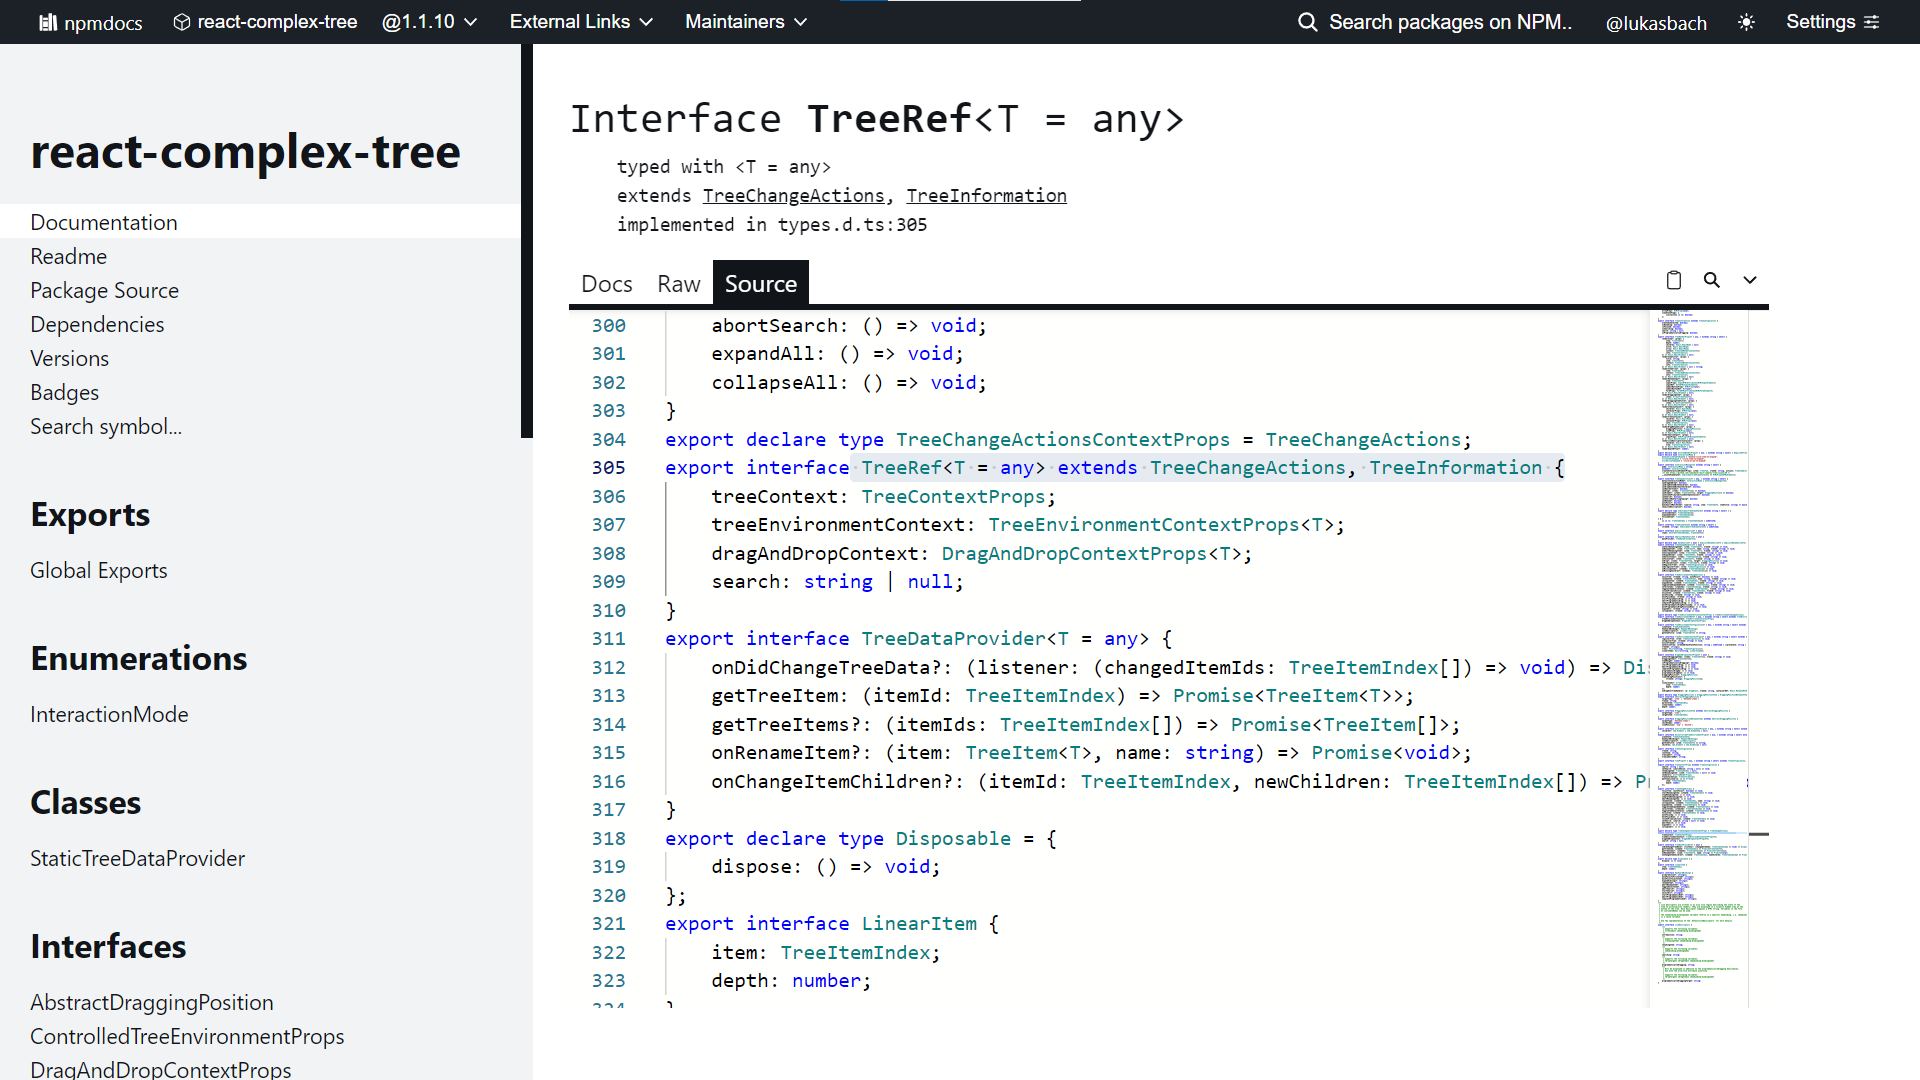 npmdocs
react-complex-tree
@1.1.10
External Links
Maintainers
Search packages on NPM..
@lukasbach
Settings
react-complex-tree
Documentation
Readme
Package Source
Dependencies
Versions
Badges
Search symbol...
Exports
Global Exports
Enumerations
InteractionMode
Classes
StaticTreeDataProvider
Interfaces
AbstractDraggingPosition
ControlledTreeEnvironmentProps
DragAndDropContextProps
Interface TreeRef<T = any>
typed with <T = any>
extends TreeChangeActions, TreeInformation
implemented in types.d.ts:305
Docs Raw Source
300 abortSearch: () => void;
301 expandAll: () => void;
302 collapseAll: () => void;
303 }
304 export declare type TreeChangeActionsContextProps = TreeChangeActions;
305 export interface TreeRef<T = any> extends TreeChangeActions, TreeInformation {
306 treeContext: TreeContextProps;
307 treeEnvironmentContext: TreeEnvironmentContextProps<T>;
308 dragAndDropContext: DragAndDropContextProps<T>;
309 search: string | null;
310 }
311 export interface TreeDataProvider<T = any> {
312 onDidChangeTreeData?: (listener: (changedItemIds: TreeItemIndex[]) => void) => Dis
313 getTreeItem: (itemId: TreeItemIndex) => Promise<TreeItem<T>>;
314 getTreeItems?: (itemIds: TreeItemIndex[]) => Promise<TreeItem[]>;
315 onRenameItem?: (item: TreeItem<T>, name: string) => Promise<void>;
316 onChangeItemChildren?: (itemId: TreeItemIndex, newChildren: TreeItemIndex[]) => Pr
317 }
318 export declare type Disposable = {
319 dispose: () => void;
320 };
321 export interface LinearItem {
322 item: TreeItemIndex;
323 depth: number;
324 }